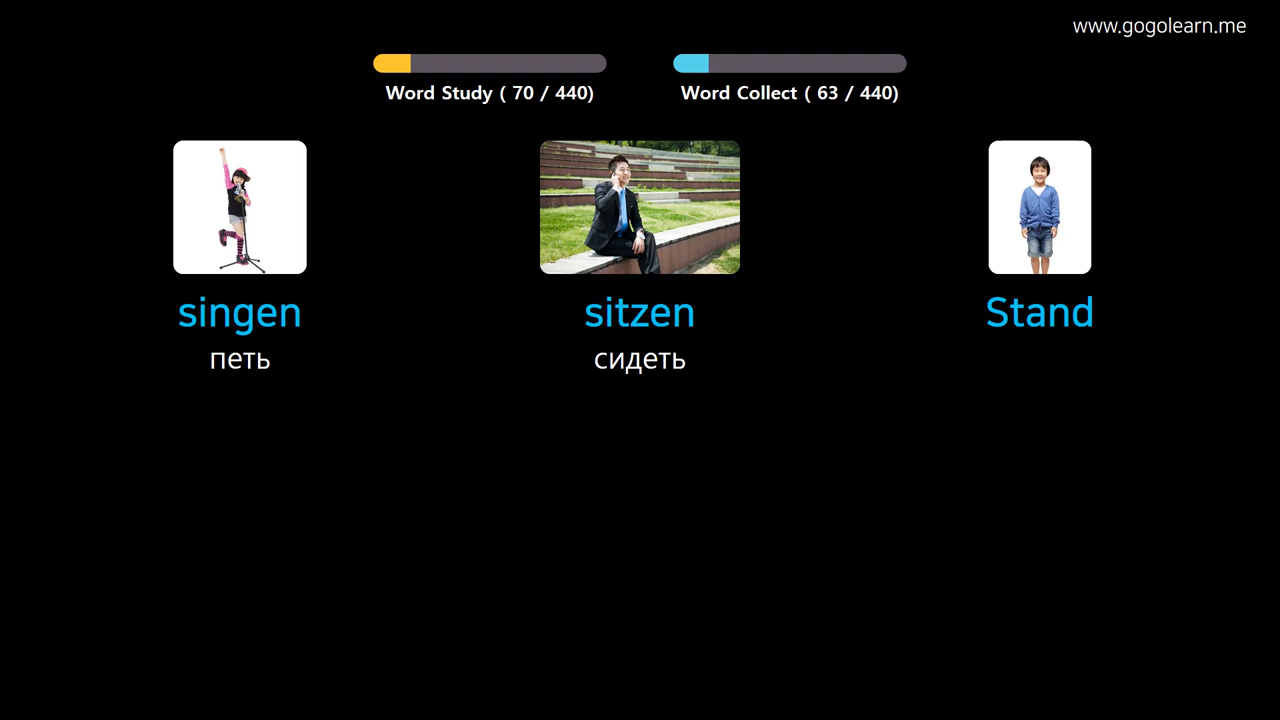 www.gogolearn.me
Word Study ( 70 / 440)
Word Collect ( 63 / 440)
singen
sitzen
Stand
петь
сидеть